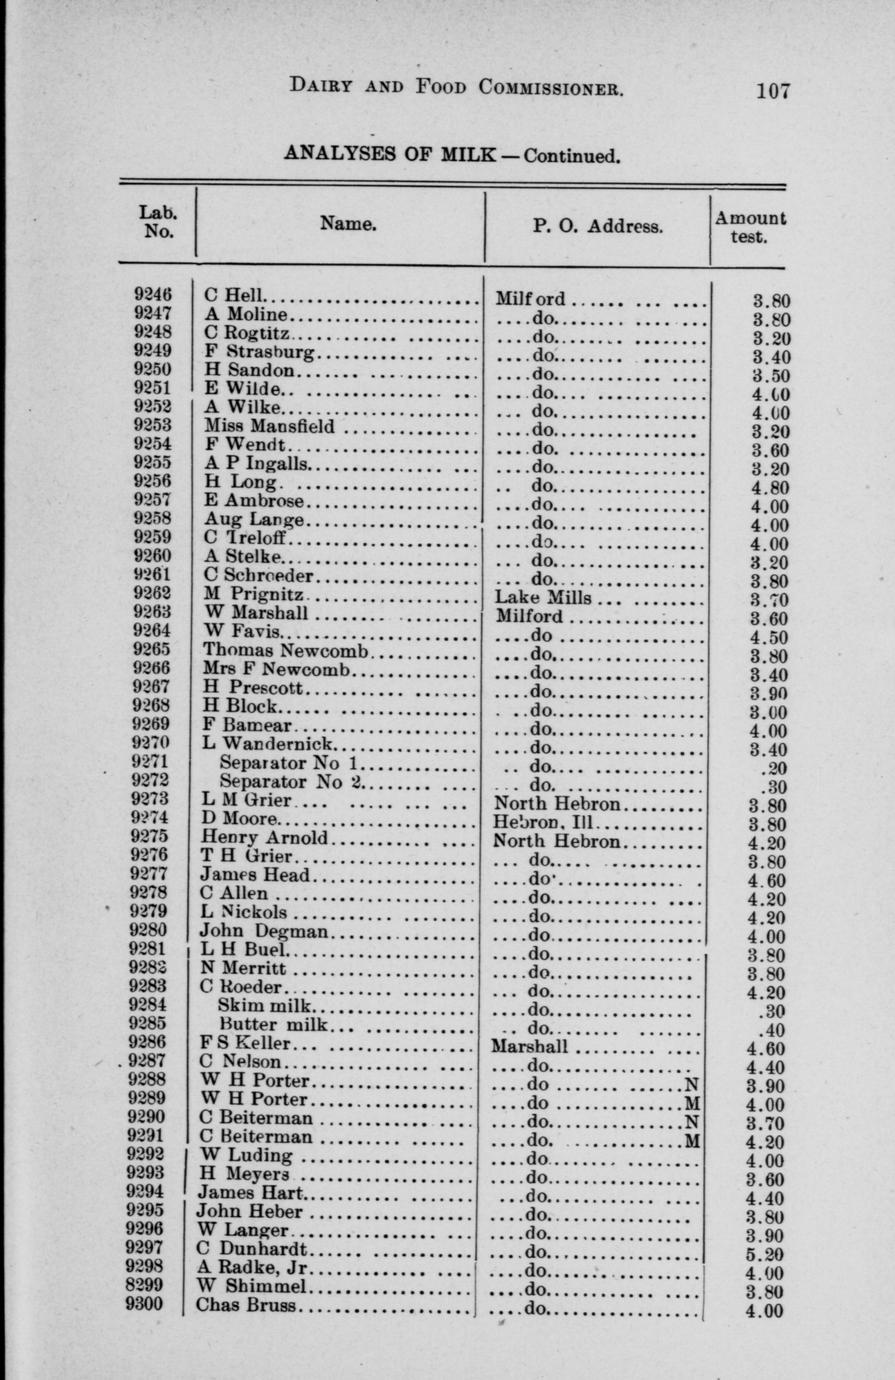 DAIRY AND FOOD COMMISSIONER. 107
ANALYSES OF MILK — Continued.
Lab. No. Name. P. O. Address. Amount test.
9246 C Hell Milford 3.80
9247 A Moline do 3.80
9248 C Rogtitz do 3.20
9249 F Strasburg do 3.40
9250 H Sandon do 3.50
9251 E Wilde do 4.00
9252 A Wilke do 4.00
9253 Miss Mansfield do 3.20
9254 F Wendt do. 3.60
9255 A P Ingalls do 3.20
9256 H Long do 4.80
9257 E Ambrose do 4.00
9258 Aug Lange do 4.00
9259 C Treloff do 4.00
9260 A Stelke do 3.20
9261 C Schroeder do 3.80
9262 M Prignitz Lake Mills 3.70
9263 W Marshall Milford 3.60
9264 W Favis do 4.50
9265 Thomas Newcomb do 3.80
9266 Mrs F Newcomb do 3.40
9267 H Prescott do 3.90
9268 H Block do 3.00
9269 F Bamear do 4.00
9270 L Wandernick do 3.40
9271 Separator No 1 do .20
9272 Separator No 2 do. .30
9273 L M Grier North Hebron 3.80
9274 D Moore Hebron, Ill 3.80
9275 Henry Arnold North Hebron 4.20
9276 T H Grier do 3.80
9277 James Head do 4.60
9278 C Allen do 4.20
9279 L Nickols do 4.20
9280 John Degman do 4.00
9281 L H Buel do 3.80
9282 N Merritt do 3.80
9283 C Roeder do 4.20
9284 Skim milk do .30
9285 Butter milk do .40
9286 F S Keller Marshall 4.60
9287 C Nelson do 4.40
9288 W H Porter do N 3.90
9289 W H Porter do M 4.00
9290 C Beiterman do N 3.70
9291 C Beiterman do. M 4.20
9292 W Luding do 4.00
9293 H Meyers do 3.60
9294 James Hart do 4.40
9295 John Heber do 3.80
9296 W Langer do 3.90
9297 C Dunhardt do 5.20
9298 A Radke, Jr do 4.00
8299 W Shimmel do 3.80
9300 Chas Bruss do 4.00